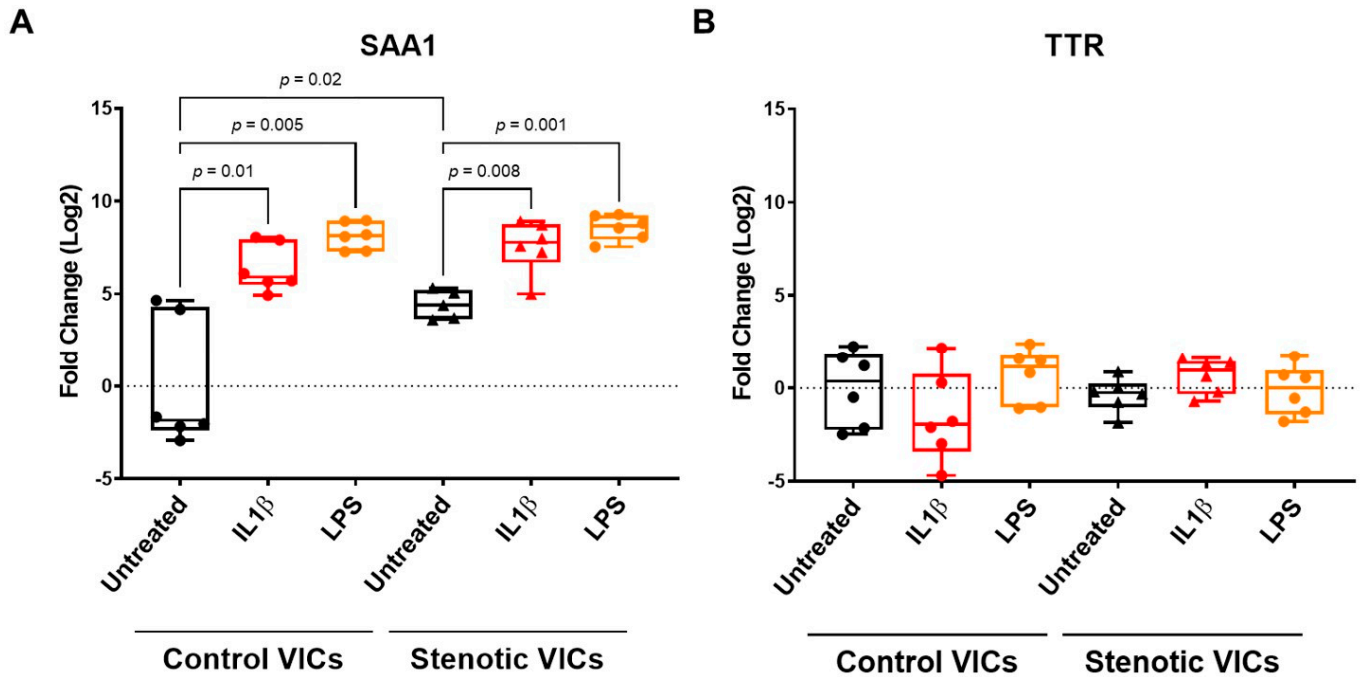 A
SAA1
p = 0.02
p = 0.005
p = 0.001
p = 0.01
p = 0.008
Fold Change (Log2)
15
10
5
0
-5
Untreated
IL1β
LPS
Untreated
IL1β
LPS
Control VICs
Stenotic VICs
B
TTR
Fold Change (Log2)
15
10
5
0
-5
Untreated
IL1β
LPS
Untreated
IL1β
LPS
Control VICs
Stenotic VICs